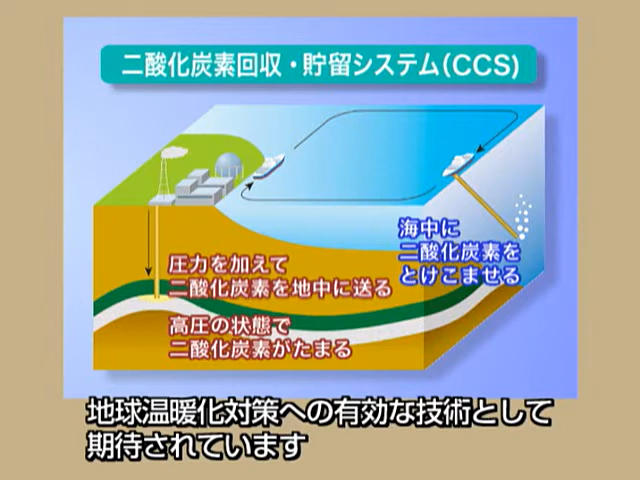 二酸化炭素回収・貯留システム(CCS)
海中に
二酸化炭素を
とけこませる
圧力を加えて
二酸化炭素を地中に送る
高圧の状態で
二酸化炭素がたまる
地球温暖化対策への有効な技術として
期待されています